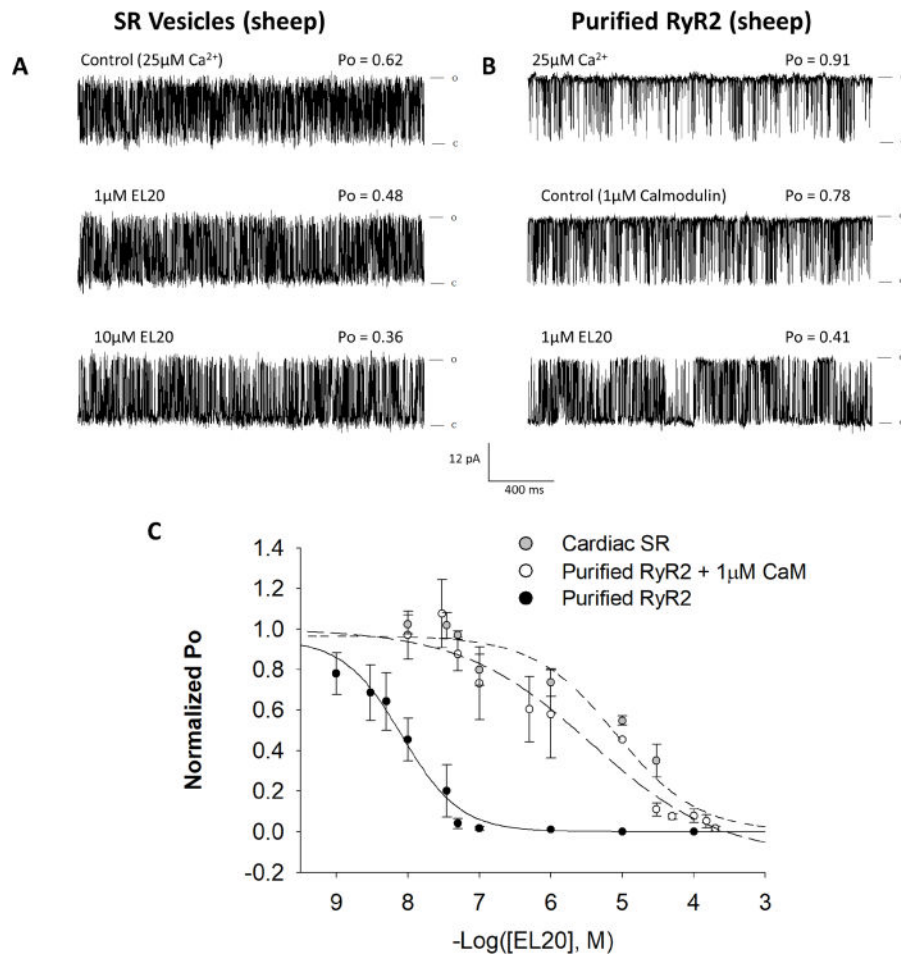 SR Vesicles (sheep)
Purified RyR2 (sheep)
A
Control (25µM Ca²⁺)
Po = 0.62
o
c
1µM EL20
Po = 0.48
o
c
10µM EL20
Po = 0.36
o
c
B
25µM Ca²⁺
Po = 0.91
o
c
Control (1µM Calmodulin)
Po = 0.78
1µM EL20
Po = 0.41
12 pA
400 ms
C
Cardiac SR
Purified RyR2 + 1µM CaM
Purified RyR2
Normalized Po
1.4
1.2
1.0
0.8
0.6
0.4
0.2
0.0
-0.2
9 8 7 6 5 4 3
-Log([EL20], M)